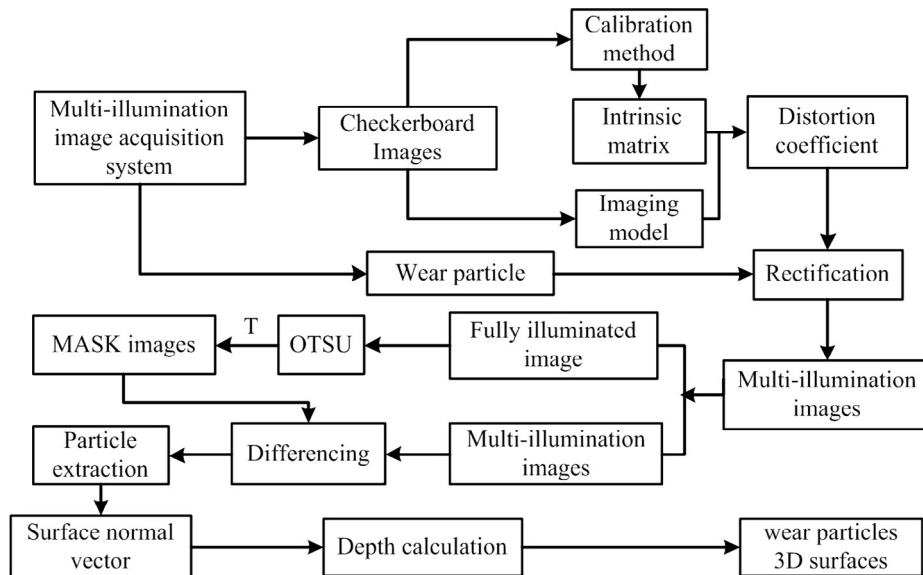 Calibration
method
Multi-illumination
image acquisition
system
Checkerboard
Images
Intrinsic
matrix
Distortion
coefficient
Imaging
model
Wear particle
Rectification
MASK images
T
OTSU
Fully illuminated
image
Multi-illumination
images
Particle
extraction
Differencing
Multi-illumination
images
Surface normal
vector
Depth calculation
wear particles
3D surfaces